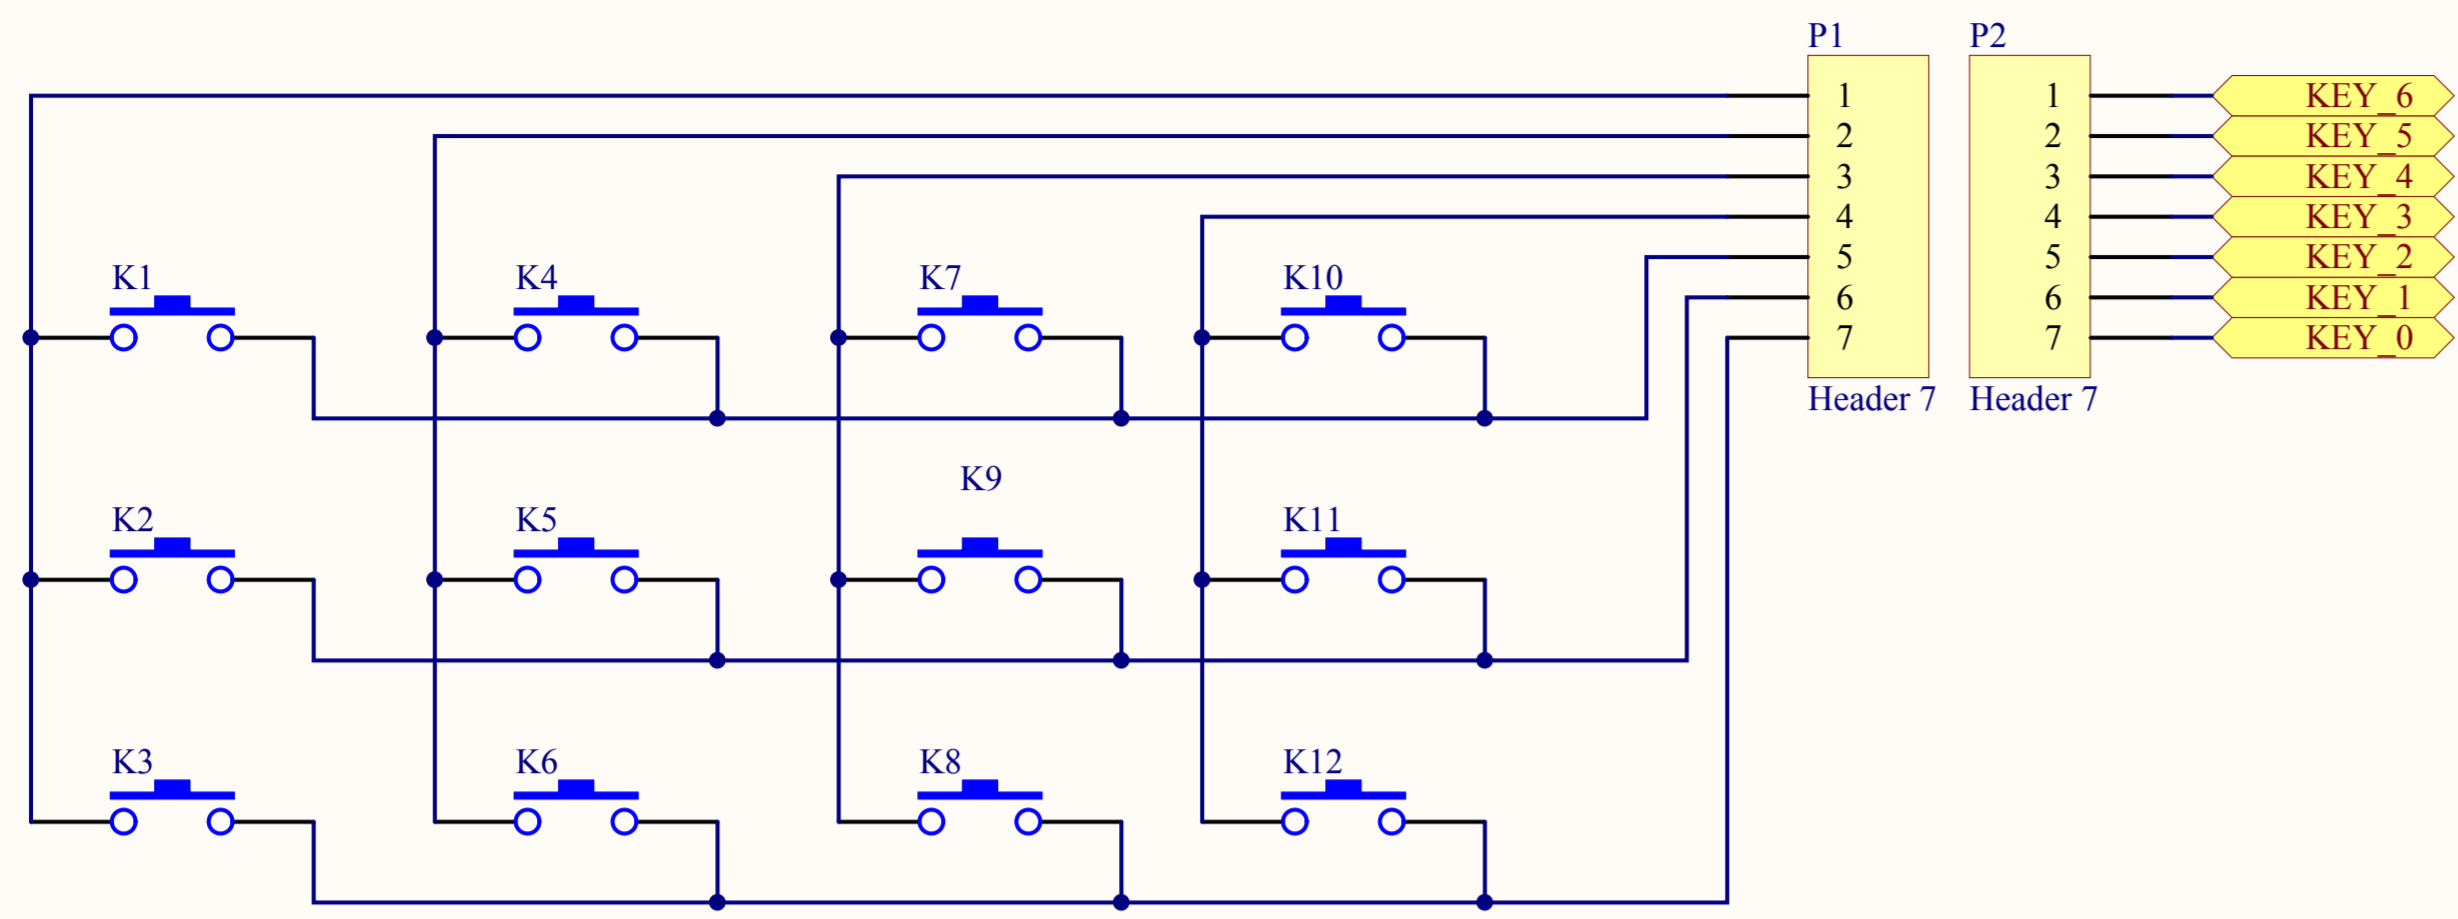 P1
P2
1 1 KEY_6
2 2 KEY_5
3 3 KEY_4
4 4 KEY_3
5 5 KEY_2
6 6 KEY_1
7 7 KEY_0
Header 7
Header 7
K1
K4
K7
K10
K9
K2
K5
K11
K3
K6
K8
K12